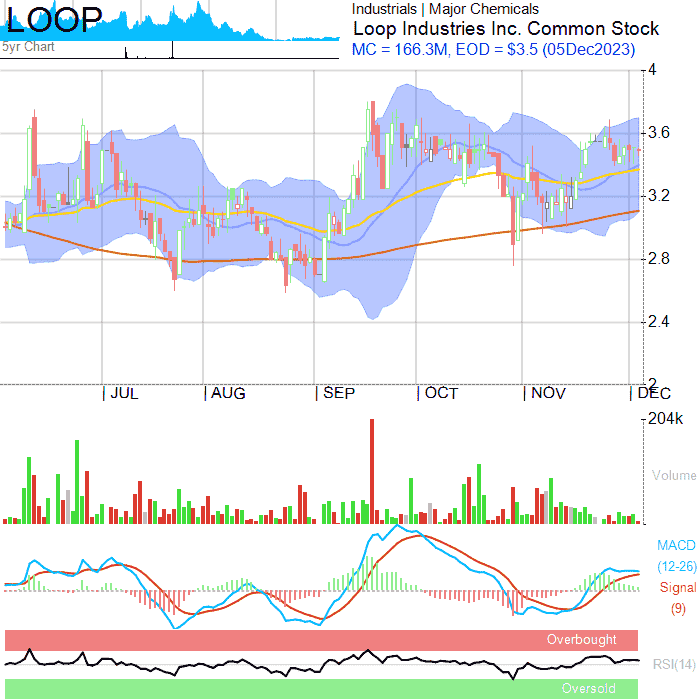 LOOP
5yr Chart
Industrials | Major Chemicals
Loop Industries Inc. Common Stock
MC = 166.3M, EOD = $3.5 (05Dec2023)
4
3.6
3.2
2.8
2.4
2
JUL AUG SEP OCT NOV DEC
204k
Volume
MACD
(12-26)
Signal
(9)
Overbought
RSI(14)
Oversold